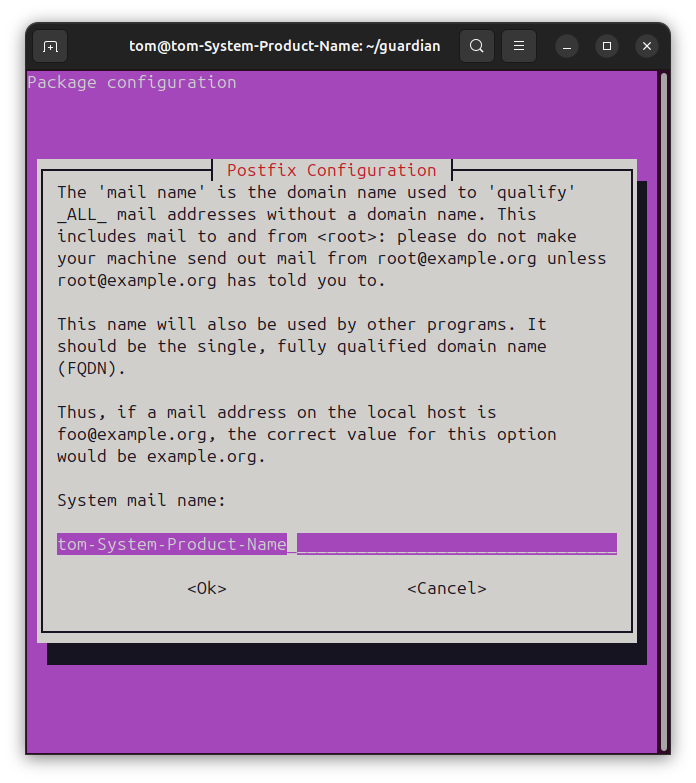 tom@tom-System-Product-Name: ~/guardian
Package configuration
Postfix Configuration
The 'mail name' is the domain name used to 'qualify'
_ALL_ mail addresses without a domain name. This
includes mail to and from <root>: please do not make
your machine send out mail from root@example.org unless
root@example.org has told you to.
This name will also be used by other programs. It
should be the single, fully qualified domain name
(FQDN).
Thus, if a mail address on the local host is
foo@example.org, the correct value for this option
would be example.org.
System mail name:
tom-System-Product-Name_________________________________
<Ok> <Cancel>